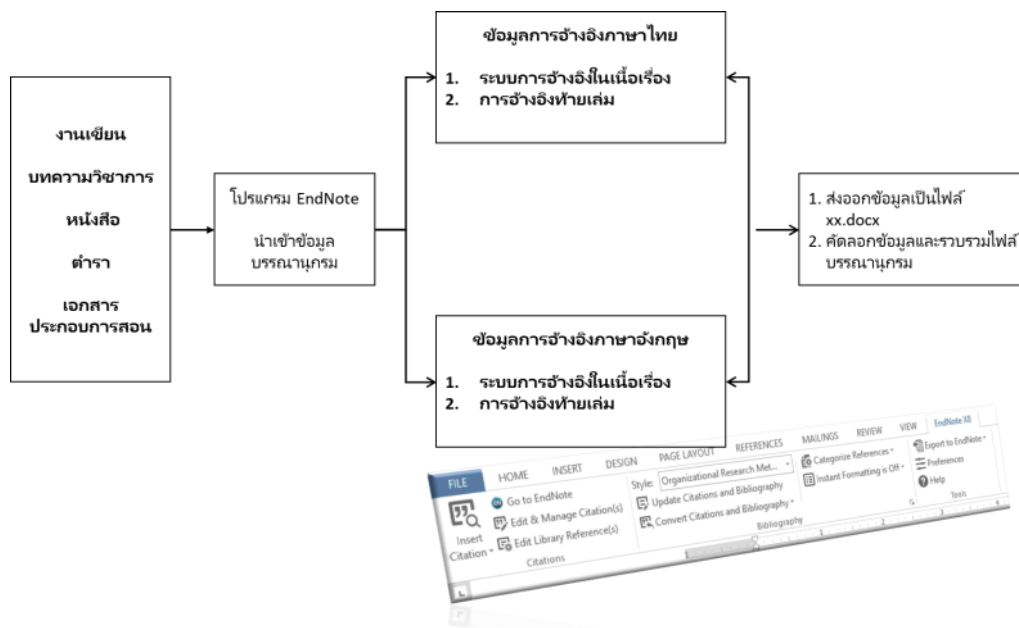 งานเขียน
บทความวิชาการ
หนังสือ
ตำรา
เอกสาร
ประกอบการสอน
โปรแกรม EndNote
นำเข้าข้อมูล
บรรณานุกรม
ข้อมูลการอ้างอิงภาษาไทย
1. ระบบการอ้างอิงในเนื้อเรื่อง
2. การอ้างอิงท้ายเล่ม
ข้อมูลการอ้างอิงภาษาอังกฤษ
1. ระบบการอ้างอิงในเนื้อเรื่อง
2. การอ้างอิงท้ายเล่ม
1. ส่งออกข้อมูลเป็นไฟล์
xx.docx
2. คัดลอกข้อมูลและรวบรวมไฟล์
บรรณานุกรม
FILE HOME INSERT DESIGN PAGE LAYOUT REFERENCES MAILINGS REVIEW VIEW EndNote X8
Insert
Citation
Go to EndNote
Edit & Manage Citation(s)
Edit Library Reference(s)
Citations
Style: Organizational Research Met...
Update Citations and Bibliography
Convert Citations and Bibliography
Bibliography
Categorize References
Instant Formatting is Off
Export to EndNote
Preferences
Help
Tools
1 1 2 3 4